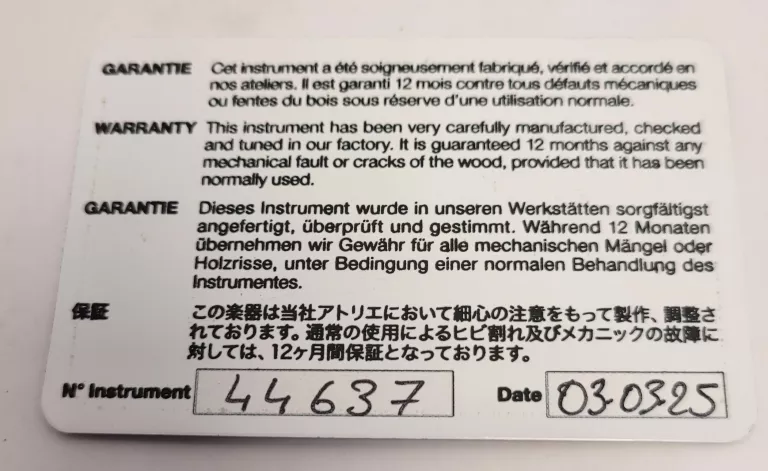 GARANTIE Cet instrument a été soigneusement fabriqué, vérifié et accordé en
nos ateliers. Il est garanti 12 mois contre tous défauts mécaniques
ou fentes du bois sous réserve d'une utilisation normale.
WARRANTY This instrument has been very carefully manufactured, checked
and tuned in our factory. It is guaranteed 12 months against any
mechanical fault or cracks of the wood, provided that it has been
normally used.
GARANTIE Dieses Instrument wurde in unseren Werkstätten sorgfältigst
angefertigt, überprüft und gestimmt. Während 12 Monaten
übernehmen wir Gewähr für alle mechanischen Mängel oder
Holzrisse, unter Bedingung einer normalen Behandlung des
Instrumentes.
保証 この楽器は当社アトリエにおいて細心の注意をもって製作、調整さ
れております。通常の使用によるヒビ割れ及びメカニックの故障に
対しては、12ヶ月間保証となっております。
N° Instrument 44637 Date 030325